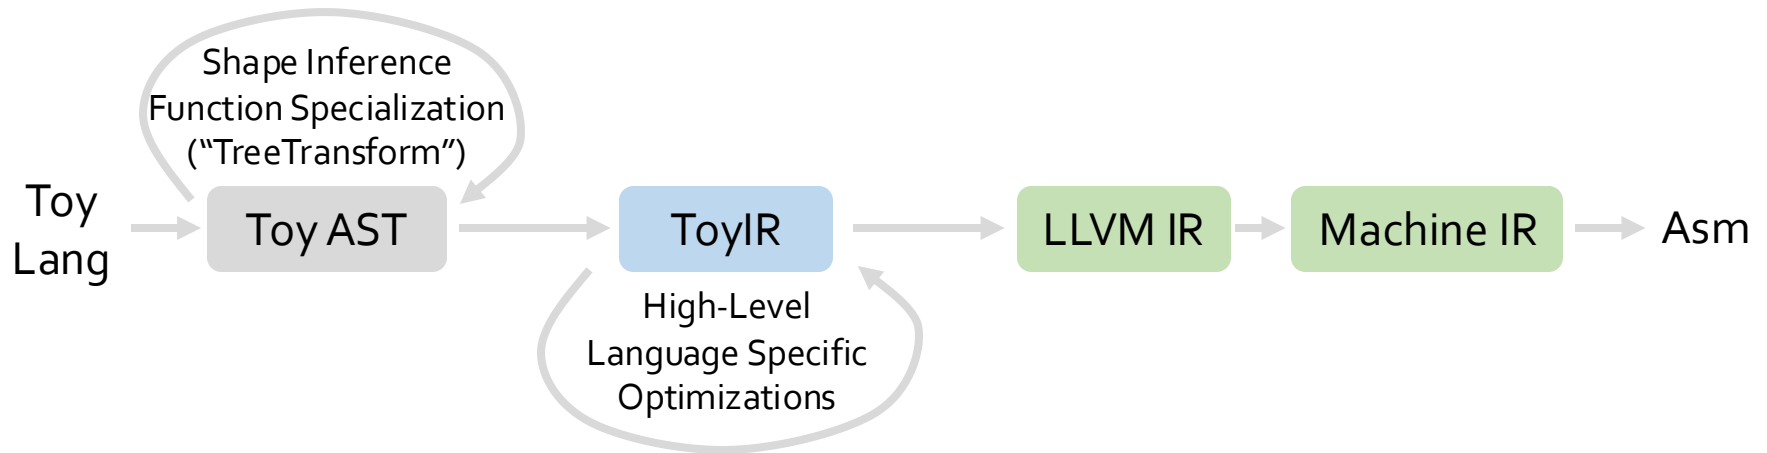 Shape Inference
Function Specialization
(“TreeTransform”)
Toy
Lang
Toy AST
ToyIR
LLVM IR
Machine IR
Asm
High-Level
Language Specific
Optimizations